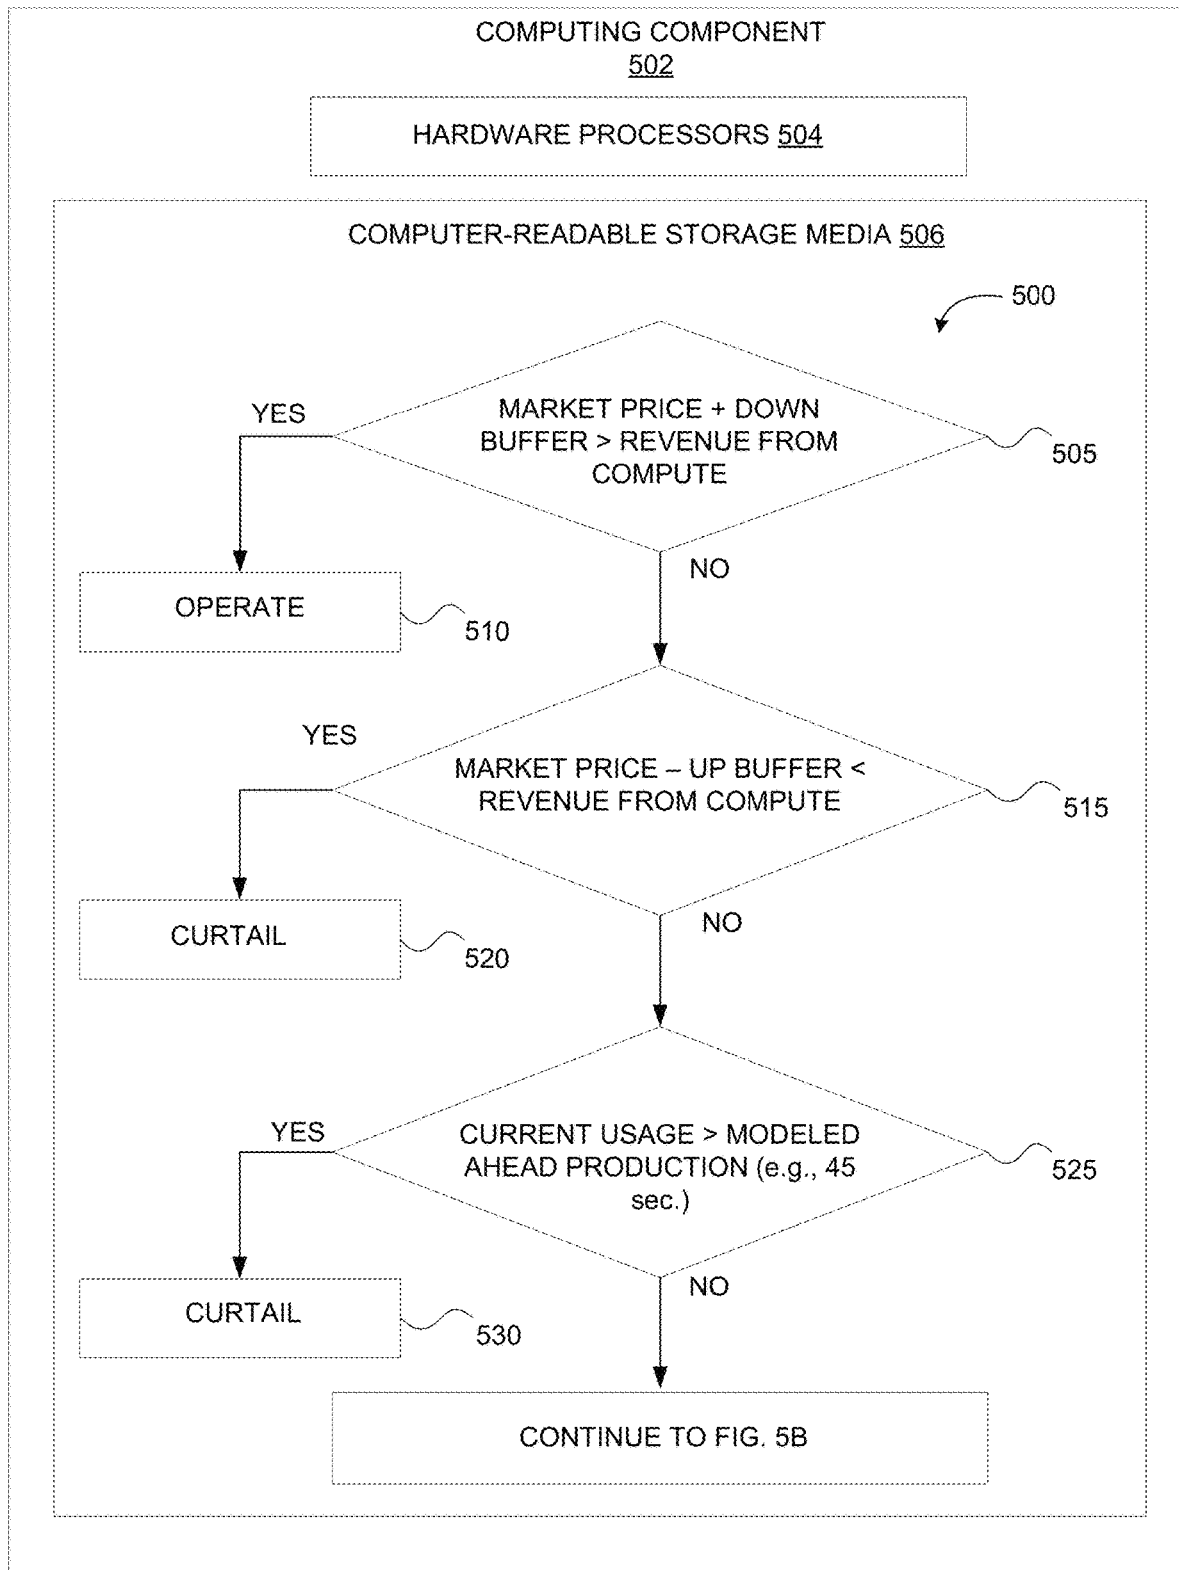 COMPUTING COMPONENT
502
HARDWARE PROCESSORS 504
COMPUTER-READABLE STORAGE MEDIA 506
500
YES
MARKET PRICE + DOWN
BUFFER > REVENUE FROM
COMPUTE
505
NO
OPERATE
510
YES
MARKET PRICE – UP BUFFER <
REVENUE FROM COMPUTE
515
NO
CURTAIL
520
YES
CURRENT USAGE > MODELED
AHEAD PRODUCTION (e.g., 45
sec.)
525
NO
CURTAIL
530
CONTINUE TO FIG. 5B